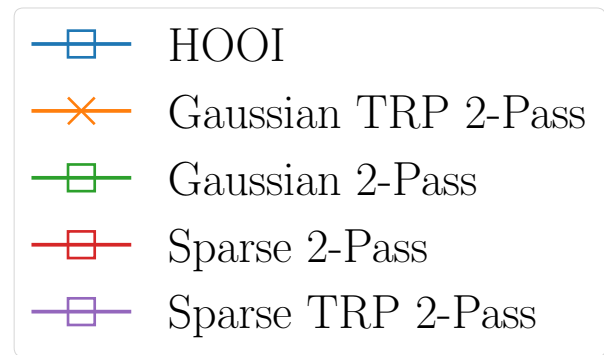 HOOI
Gaussian TRP 2-Pass
Gaussian 2-Pass
Sparse 2-Pass
Sparse TRP 2-Pass